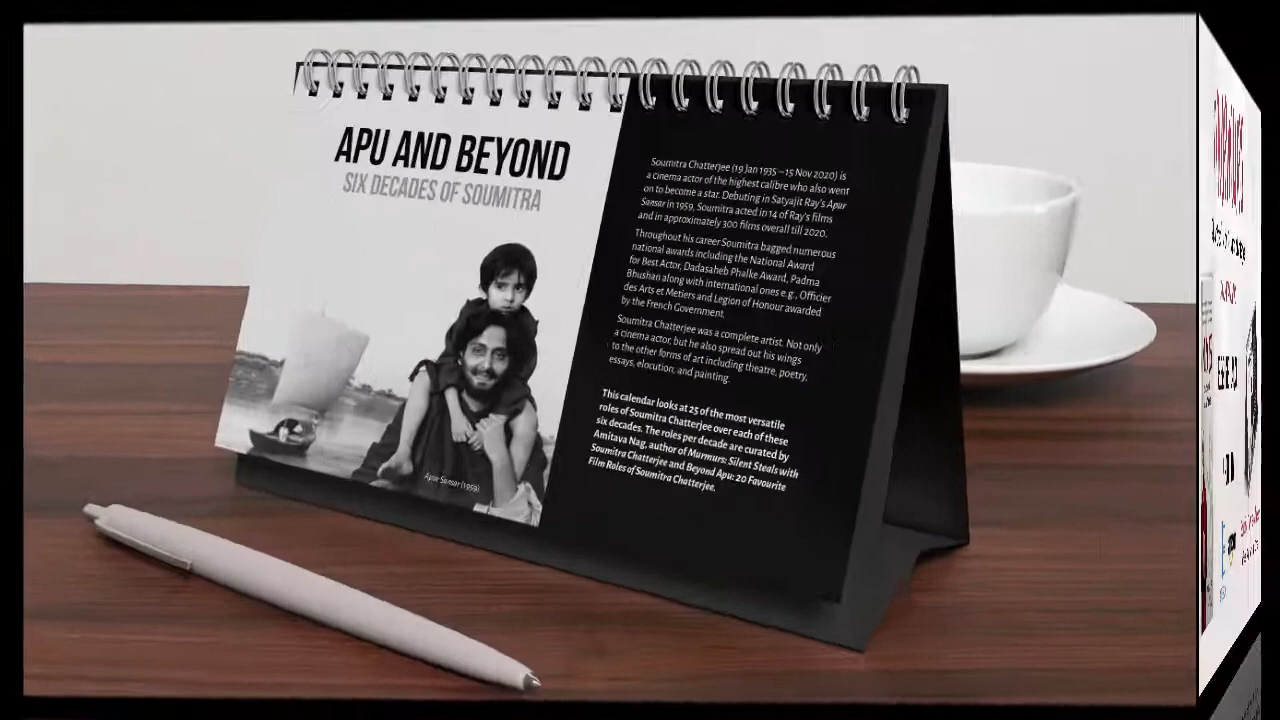 APU AND BEYOND
SIX DECADES OF SOUMITRA
Apur Sansar (1959)
Soumitra Chatterjee (19 Jan 1935 – 15 Nov 2020) is
a cinema actor of the highest calibre who also went
on to become a star. Debuting in Satyajit Ray's Apur
Sansar in 1959, Soumitra acted in 14 of Ray's films
and in approximately 300 films overall till 2020.
Throughout his career Soumitra bagged numerous
national awards including the National Award
for Best Actor, Dadasaheb Phalke Award, Padma
Bhushan along with international ones e.g., Officier
des Arts et Metiers and Legion of Honour awarded
by the French Government.
Soumitra Chatterjee was a complete artist. Not only
a cinema actor, but he also spread out his wings
to the other forms of art including theatre, poetry,
essays, elocution, and painting.
This calendar looks at 25 of the most versatile
roles of Soumitra Chatterjee over each of these
six decades. The roles per decade are curated by
Amitava Nag, author of Murmurs: Silent Steals with
Soumitra Chatterjee and Beyond Apu: 20 Favourite
Film Roles of Soumitra Chatterjee.